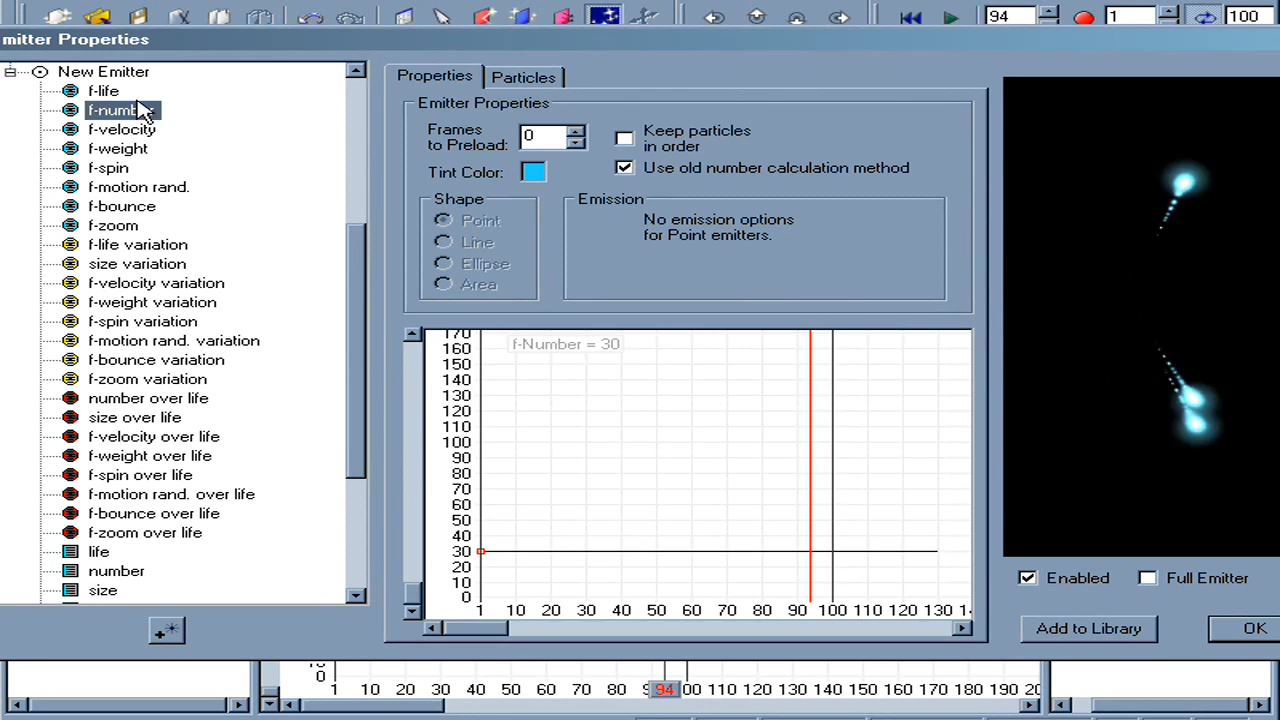 94
1
100
mitter Properties
New Emitter
f-life
f-number
f-velocity
f-weight
f-spin
f-motion rand.
f-bounce
f-zoom
f-life variation
size variation
f-velocity variation
f-weight variation
f-spin variation
f-motion rand. variation
f-bounce variation
f-zoom variation
number over life
size over life
f-velocity over life
f-weight over life
f-spin over life
f-motion rand. over life
f-bounce over life
f-zoom over life
life
number
size
Properties
Particles
Emitter Properties
Frames
to Preload:
0
Keep particles
in order
Tint Color:
Use old number calculation method
Shape
Point
Line
Ellipse
Area
Emission
No emission options
for Point emitters.
f-Number = 30
170
160
150
140
130
120
110
100
90
80
70
60
50
40
30
20
10
0
1 10 20 30 40 50 60 70 80 90 100 110 120 130
Enabled
Full Emitter
Add to Library
OK
0
1 10 20 30 40 50 60 70 80 94 00 110 120 130 140 150 160 170 180 190 20